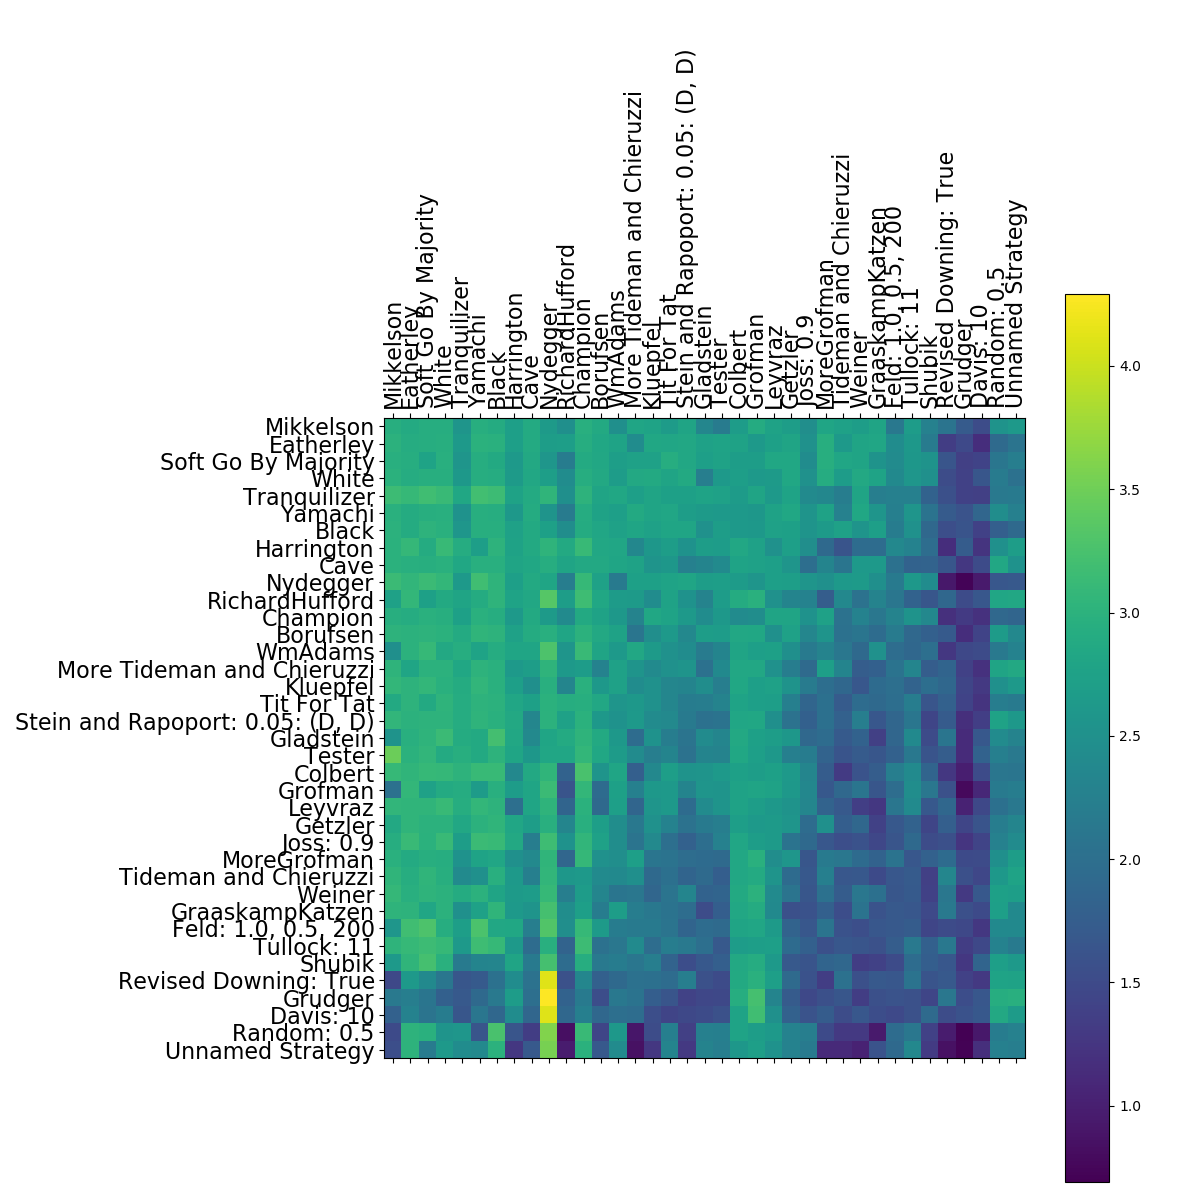 Mikkelson
Eatherley
Soft Go By Majority
White
Tranquilizer
Yamachi
Black
Harrington
Cave
Nydegger
RichardHufford
Champion
Borufsen
WmAdams
More Tideman and Chieruzzi
Kluepfel
Tit For Tat
Stein and Rapoport: 0.05: (D, D)
Gladstein
Tester
Colbert
Grofman
Leyvraz
Getzler
Joss: 0.9
MoreGrofman
Tideman and Chieruzzi
Weiner
GraaskampKatzen
Feld: 1.0, 0.5, 200
Tullock: 11
Shubik
Revised Downing: True
Grudger
Davis: 10
Random: 0.5
Unnamed Strategy
Mikkelson
Eatherley
Soft Go By Majority
White
Tranquilizer
Yamachi
Black
Harrington
Cave
Nydegger
RichardHufford
Champion
Borufsen
WmAdams
More Tideman and Chieruzzi
Kluepfel
Tit For Tat
Stein and Rapoport: 0.05: (D, D)
Gladstein
Tester
Colbert
Grofman
Leyvraz
Getzler
Joss: 0.9
MoreGrofman
Tideman and Chieruzzi
Weiner
GraaskampKatzen
Feld: 1.0, 0.5, 200
Tullock: 11
Shubik
Revised Downing: True
Grudger
Davis: 10
Random: 0.5
Unnamed Strategy
4.0
3.5
3.0
2.5
2.0
1.5
1.0